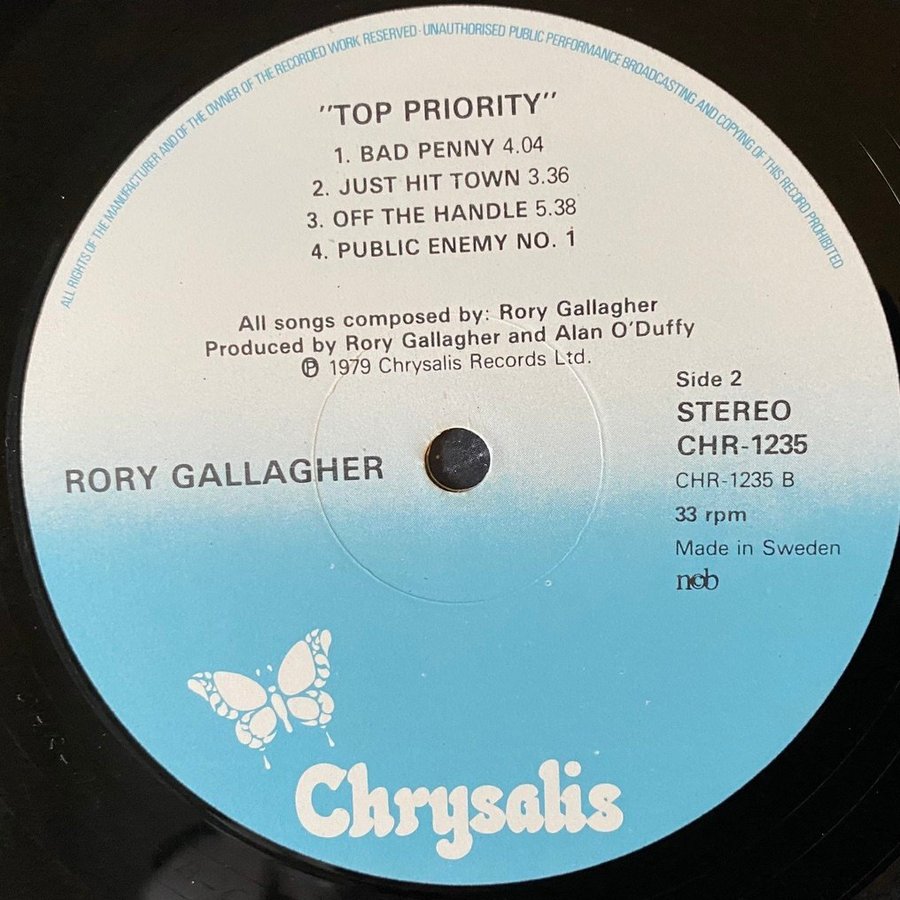 ALL RIGHTS OF THE MANUFACTURER AND OF THE OWNER OF THE RECORDED WORK RESERVED · UNAUTHORISED PUBLIC PERFORMANCE BROADCASTING AND COPYING OF THIS RECORD PROHIBITED
"TOP PRIORITY"
1. BAD PENNY 4.04
2. JUST HIT TOWN 3.36
3. OFF THE HANDLE 5.38
4. PUBLIC ENEMY NO. 1
All songs composed by: Rory Gallagher
Produced by Rory Gallagher and Alan O'Duffy
℗ 1979 Chrysalis Records Ltd.
RORY GALLAGHER
Side 2
STEREO
CHR-1235
CHR-1235 B
33 rpm
Made in Sweden
ncb
Chrysalis